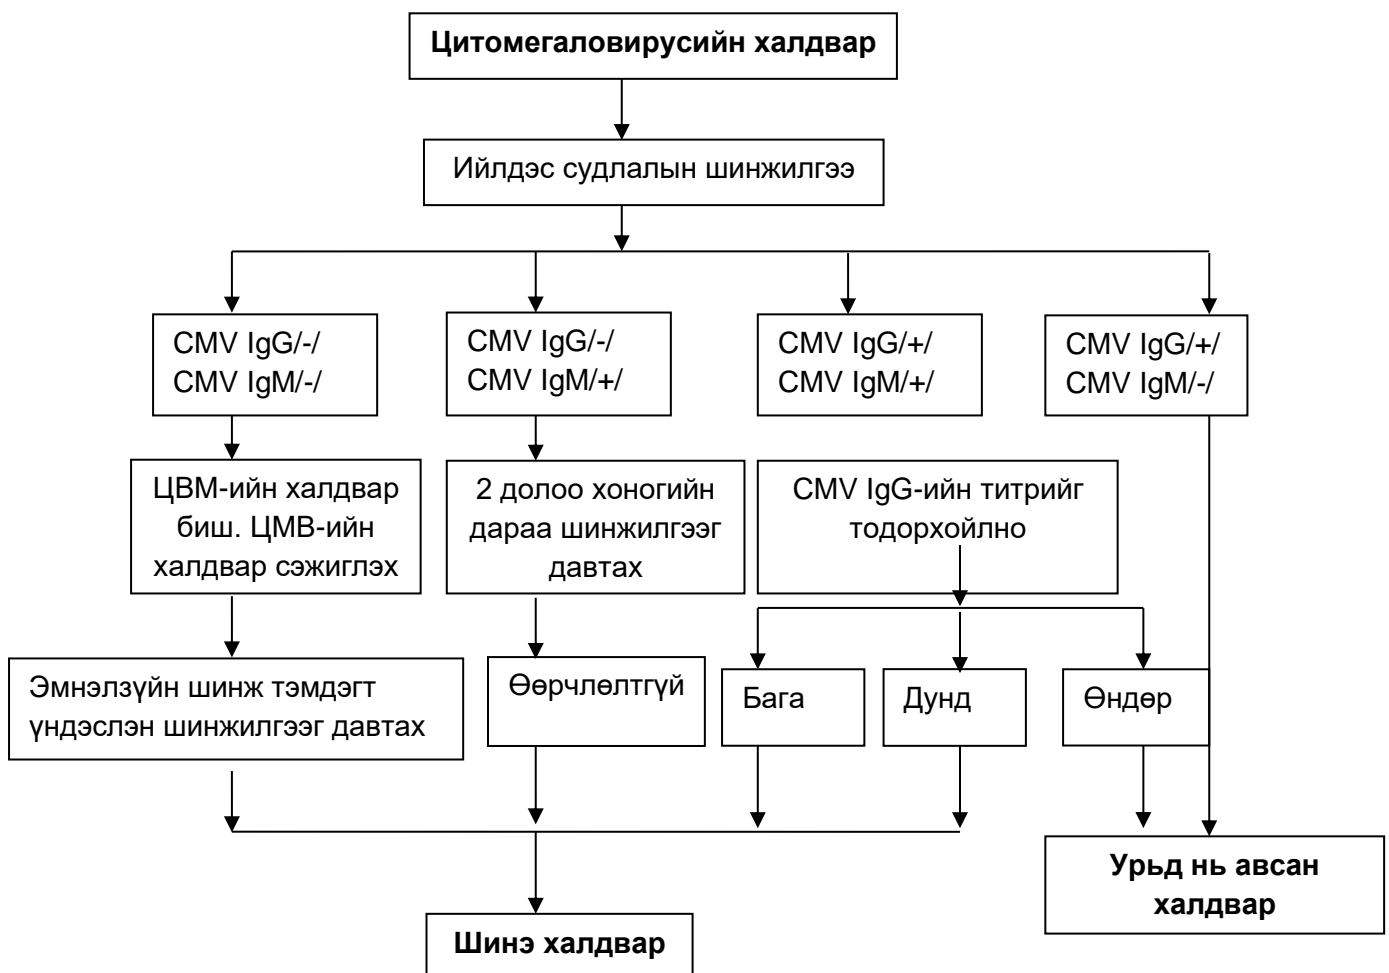 Цитомегаловирусийн халдвар
Ийлдэс судлалын шинжилгээ
CMV IgG/-/
CMV IgM/-/
CMV IgG/-/
CMV IgM/+/
CMV IgG/+/
CMV IgM/+/
CMV IgG/+/
CMV IgM/-/
ЦВМ-ийн халдвар
биш. ЦМВ-ийн
халдвар сэжиглэх
2 долоо хоногийн
дараа шинжилгээг
давтах
CMV IgG-ийн титрийг
тодорхойлно
Эмнэлзүйн шинж тэмдэгт
үндэслэн шинжилгээг давтах
Өөрчлөлтгүй
Бага
Дунд
Өндөр
Урьд нь авсан
халдвар
Шинэ халдвар